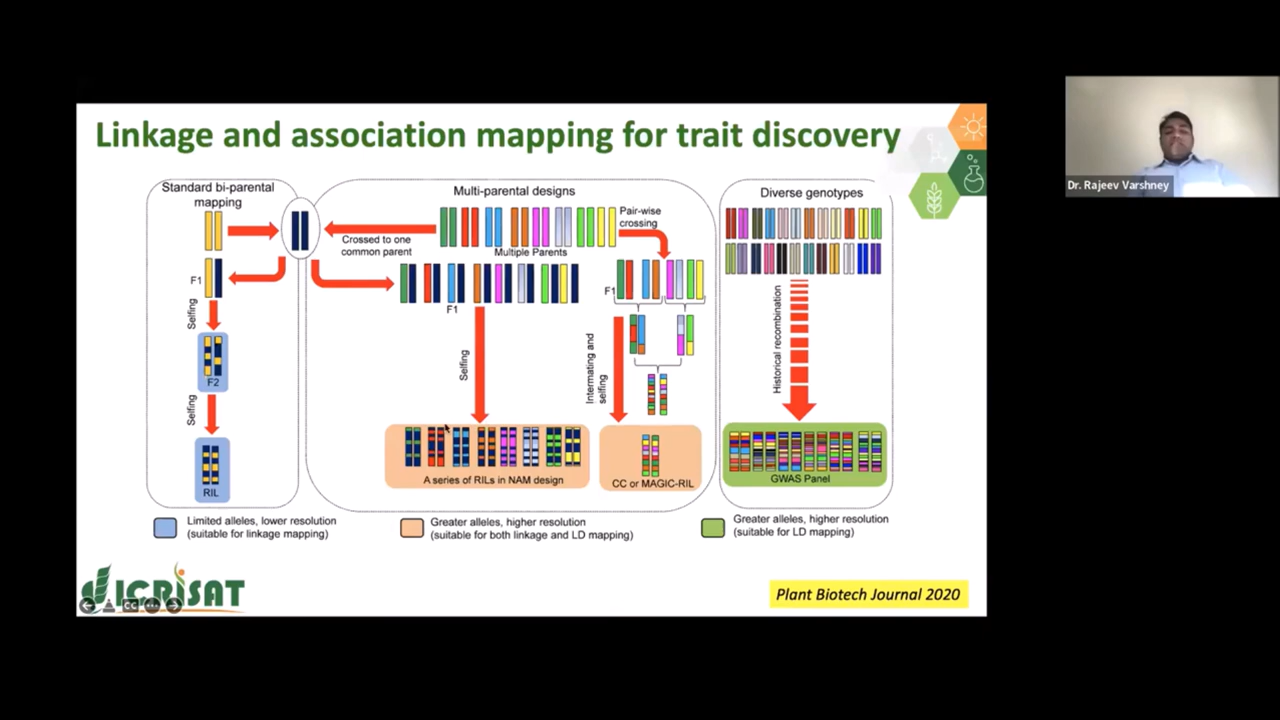 Linkage and association mapping for trait discovery
Standard bi-parental
mapping
F1
Selfing
F2
Selfing
RIL
Multi-parental designs
Crossed to one
common parent
Multiple Parents
Pair-wise
crossing
F1
Selfing
A series of RILs in NAM design
F1
Intermating and
selfing
CC or MAGIC-RIL
Diverse genotypes
Historical recombination
GWAS Panel
Limited alleles, lower resolution
(suitable for linkage mapping)
Greater alleles, higher resolution
(suitable for both linkage and LD mapping)
Greater alleles, higher resolution
(suitable for LD mapping)
ICRISAT
CC
Plant Biotech Journal 2020
Dr. Rajeev Varshney